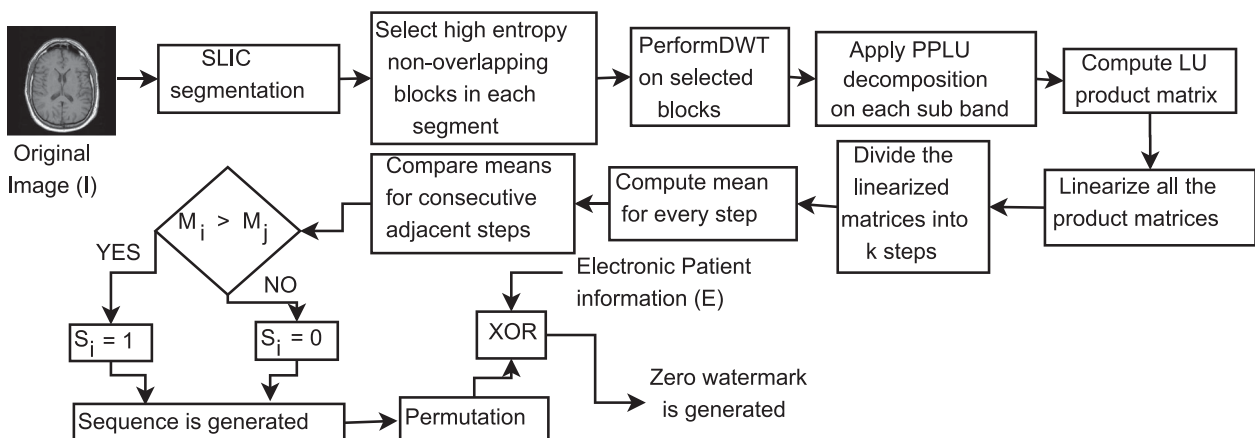 Original
Image (I)
SLIC
segmentation
Select high entropy
non-overlapping
blocks in each
segment
PerformDWT
on selected
blocks
Apply PPLU
decomposition
on each sub band
Compute LU
product matrix
Linearize all the
product matrices
Divide the
linearized
matrices into
k steps
Compute mean
for every step
Compare means
for consecutive
adjacent steps
M_i > M_j
YES
NO
S_i = 1
S_i = 0
Sequence is generated
Permutation
Electronic Patient
information (E)
XOR
Zero watermark
is generated